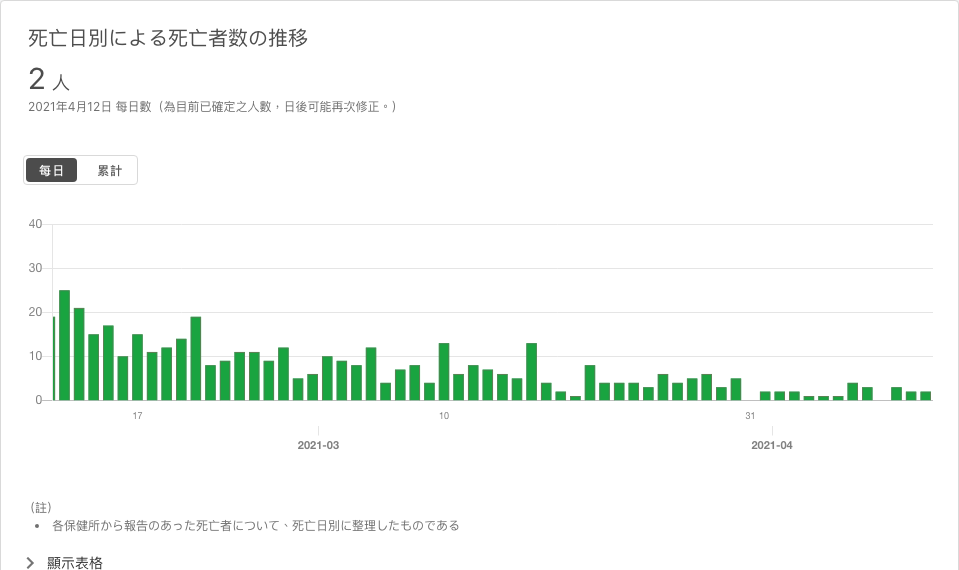 死亡日別による死亡者数の推移
2 人
2021年4月12日 每日數（為目前已確定之人數，日後可能再次修正。）
每日 累計
40
30
20
10
0
17 10 31
2021-03 2021-04
（註）
• 各保健所から報告のあった死亡者について、死亡日別に整理したものである
顯示表格